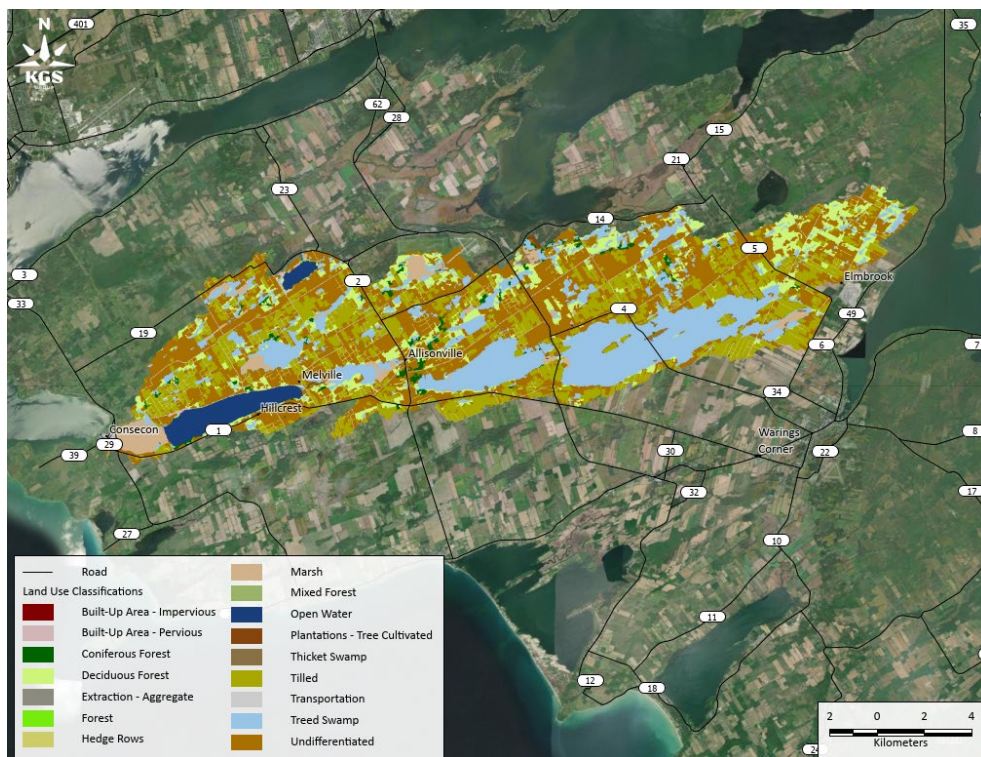 401
35
N
KGS
62
28
15
21
23
14
5
2
3
Elmbrook
33
4
49
19
6
7
Allisonville
Melville
34
Hillcrest
1
Consecon
Warings
Corner
8
29
39
30
22
32
17
27
10
11
12
18
24
Road
Land Use Classifications
Built-Up Area - Impervious
Built-Up Area - Pervious
Coniferous Forest
Deciduous Forest
Extraction - Aggregate
Forest
Hedge Rows
Marsh
Mixed Forest
Open Water
Plantations - Tree Cultivated
Thicket Swamp
Tilled
Transportation
Treed Swamp
Undifferentiated
2 0 2 4
Kilometers